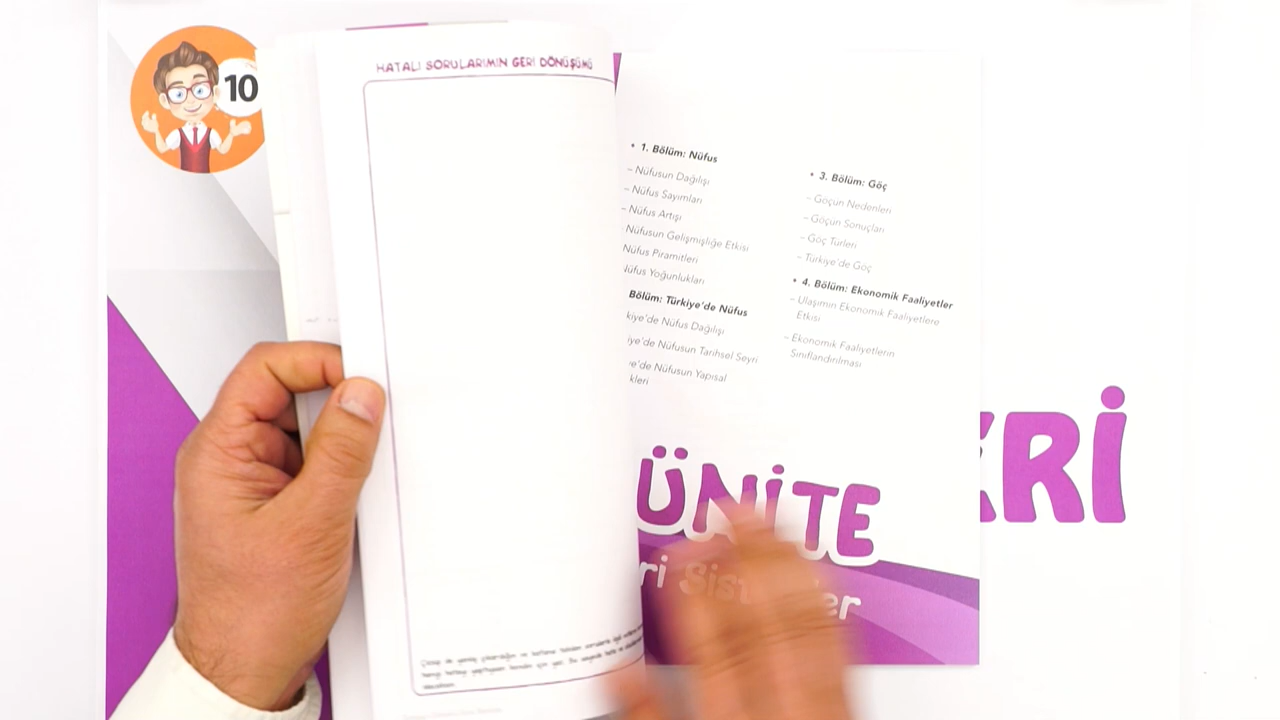 10
HATALI SORULARIMIN GERİ DÖNÜŞÜMÜ
• 1. Bölüm: Nüfus
– Nüfusun Dağılışı
– Nüfus Sayımları
– Nüfus Artışı
Nüfusun Gelişmişliğe Etkisi
Nüfus Piramitleri
Nüfus Yoğunlukları
Bölüm: Türkiye'de Nüfus
kiye'de Nüfus Dağılışı
iye'de Nüfusun Tarihsel Seyri
e'de Nüfusun Yapısal
kleri
• 3. Bölüm: Göç
– Göçün Nedenleri
– Göçün Sonuçları
– Göç Türleri
– Türkiye'de Göç
• 4. Bölüm: Ekonomik Faaliyetler
– Ulaşımın Ekonomik Faaliyetlere
Etkisi
– Ekonomik Faaliyetlerin
Sınıflandırılması
ERİ
ÜNİTE
ri Sist er